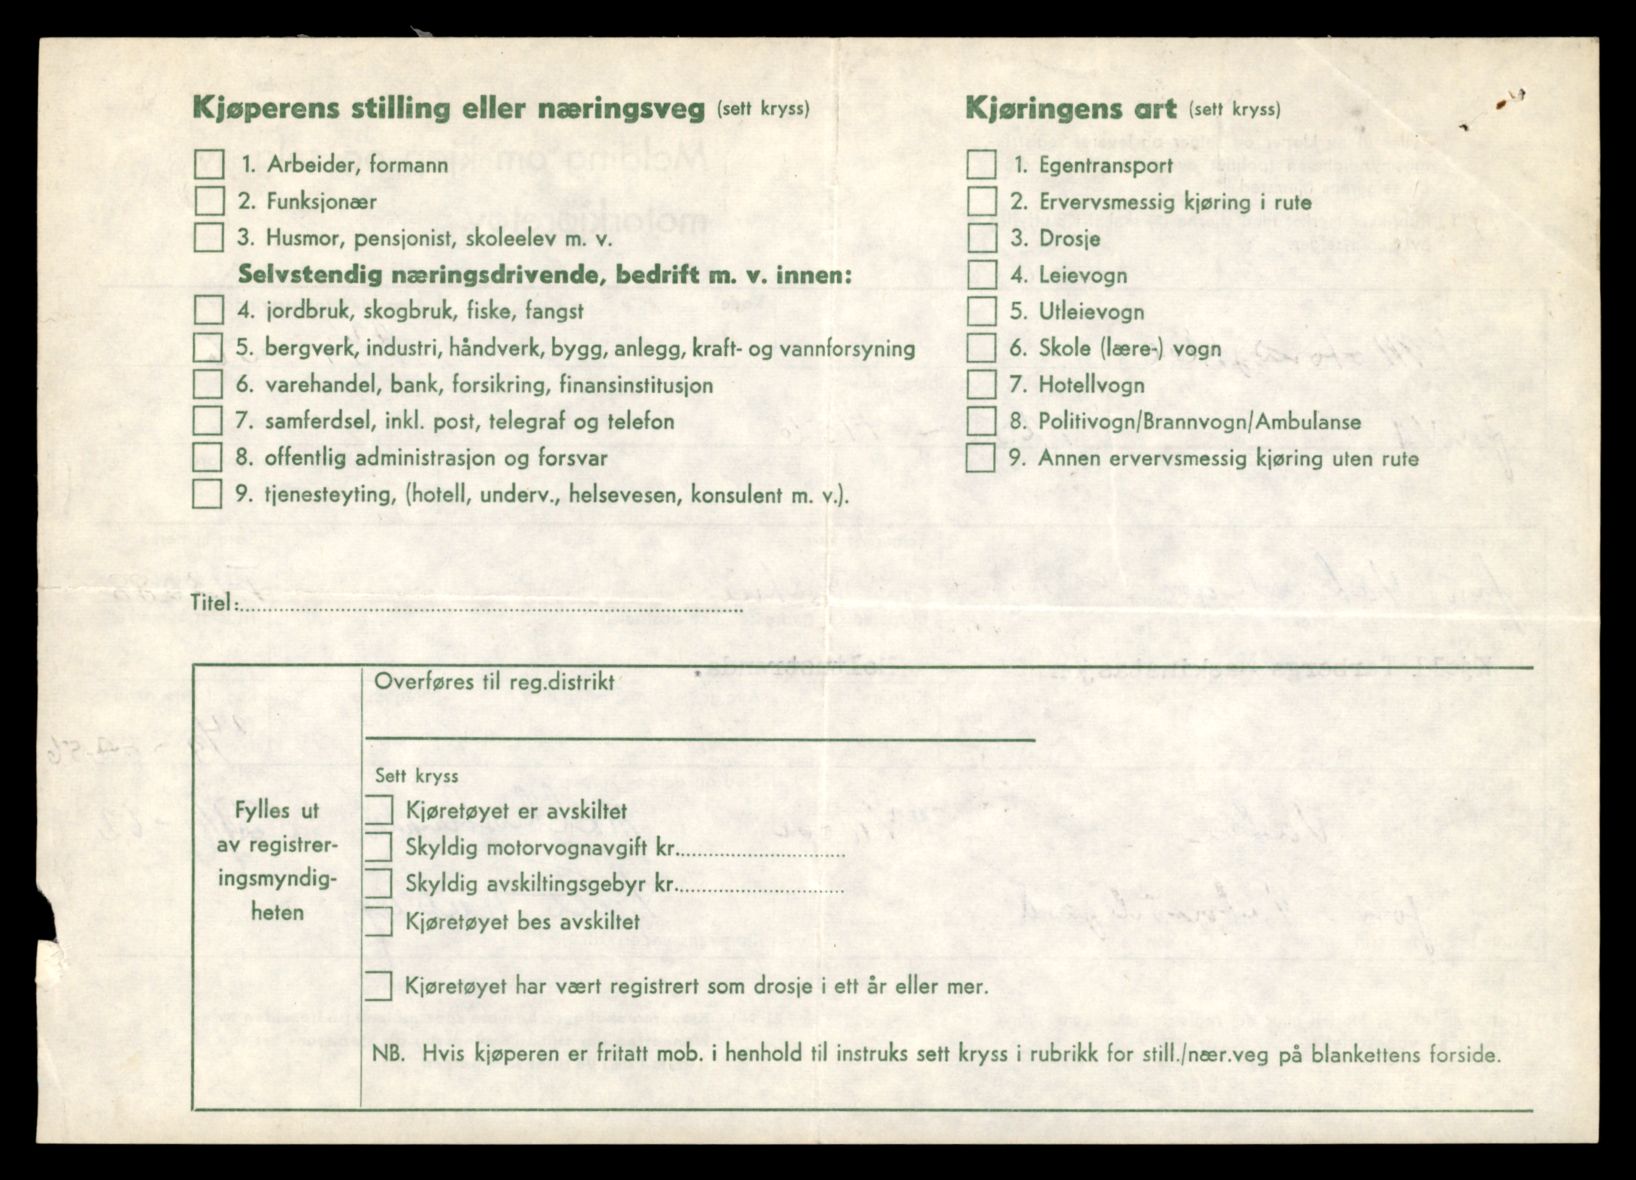 Kjøperens stilling eller næringsveg (sett kryss)
1. Arbeider, formann
2. Funksjonær
3. Husmor, pensjonist, skoleelev m. v.
Selvstendig næringsdrivende, bedrift m. v. innen:
4. jordbruk, skogbruk, fiske, fangst
5. bergverk, industri, håndverk, bygg, anlegg, kraft- og vannforsyning
6. varehandel, bank, forsikring, finansinstitusjon
7. samferdsel, inkl. post, telegraf og telefon
8. offentlig administrasjon og forsvar
9. tjenesteyting, (hotell, underv., helsevesen, konsulent m. v.).
Kjøringens art (sett kryss)
1. Egentransport
2. Ervervsmessig kjøring i rute
3. Drosje
4. Leievogn
5. Utleievogn
6. Skole (lære-) vogn
7. Hotellvogn
8. Politivogn/Brannvogn/Ambulanse
9. Annen ervervsmessig kjøring uten rute
Titel:
Fylles ut
av registrer-
ingsmyndig-
heten
Overføres til reg.distrikt
Sett kryss
Kjøretøyet er avskiltet
Skyldig motorvognavgift kr.
Skyldig avskiltingsgebyr kr.
Kjøretøyet bes avskiltet
Kjøretøyet har vært registrert som drosje i ett år eller mer.
NB. Hvis kjøperen er fritatt mob. i henhold til instruks sett kryss i rubrikk for still./nær.veg på blankettens forside.